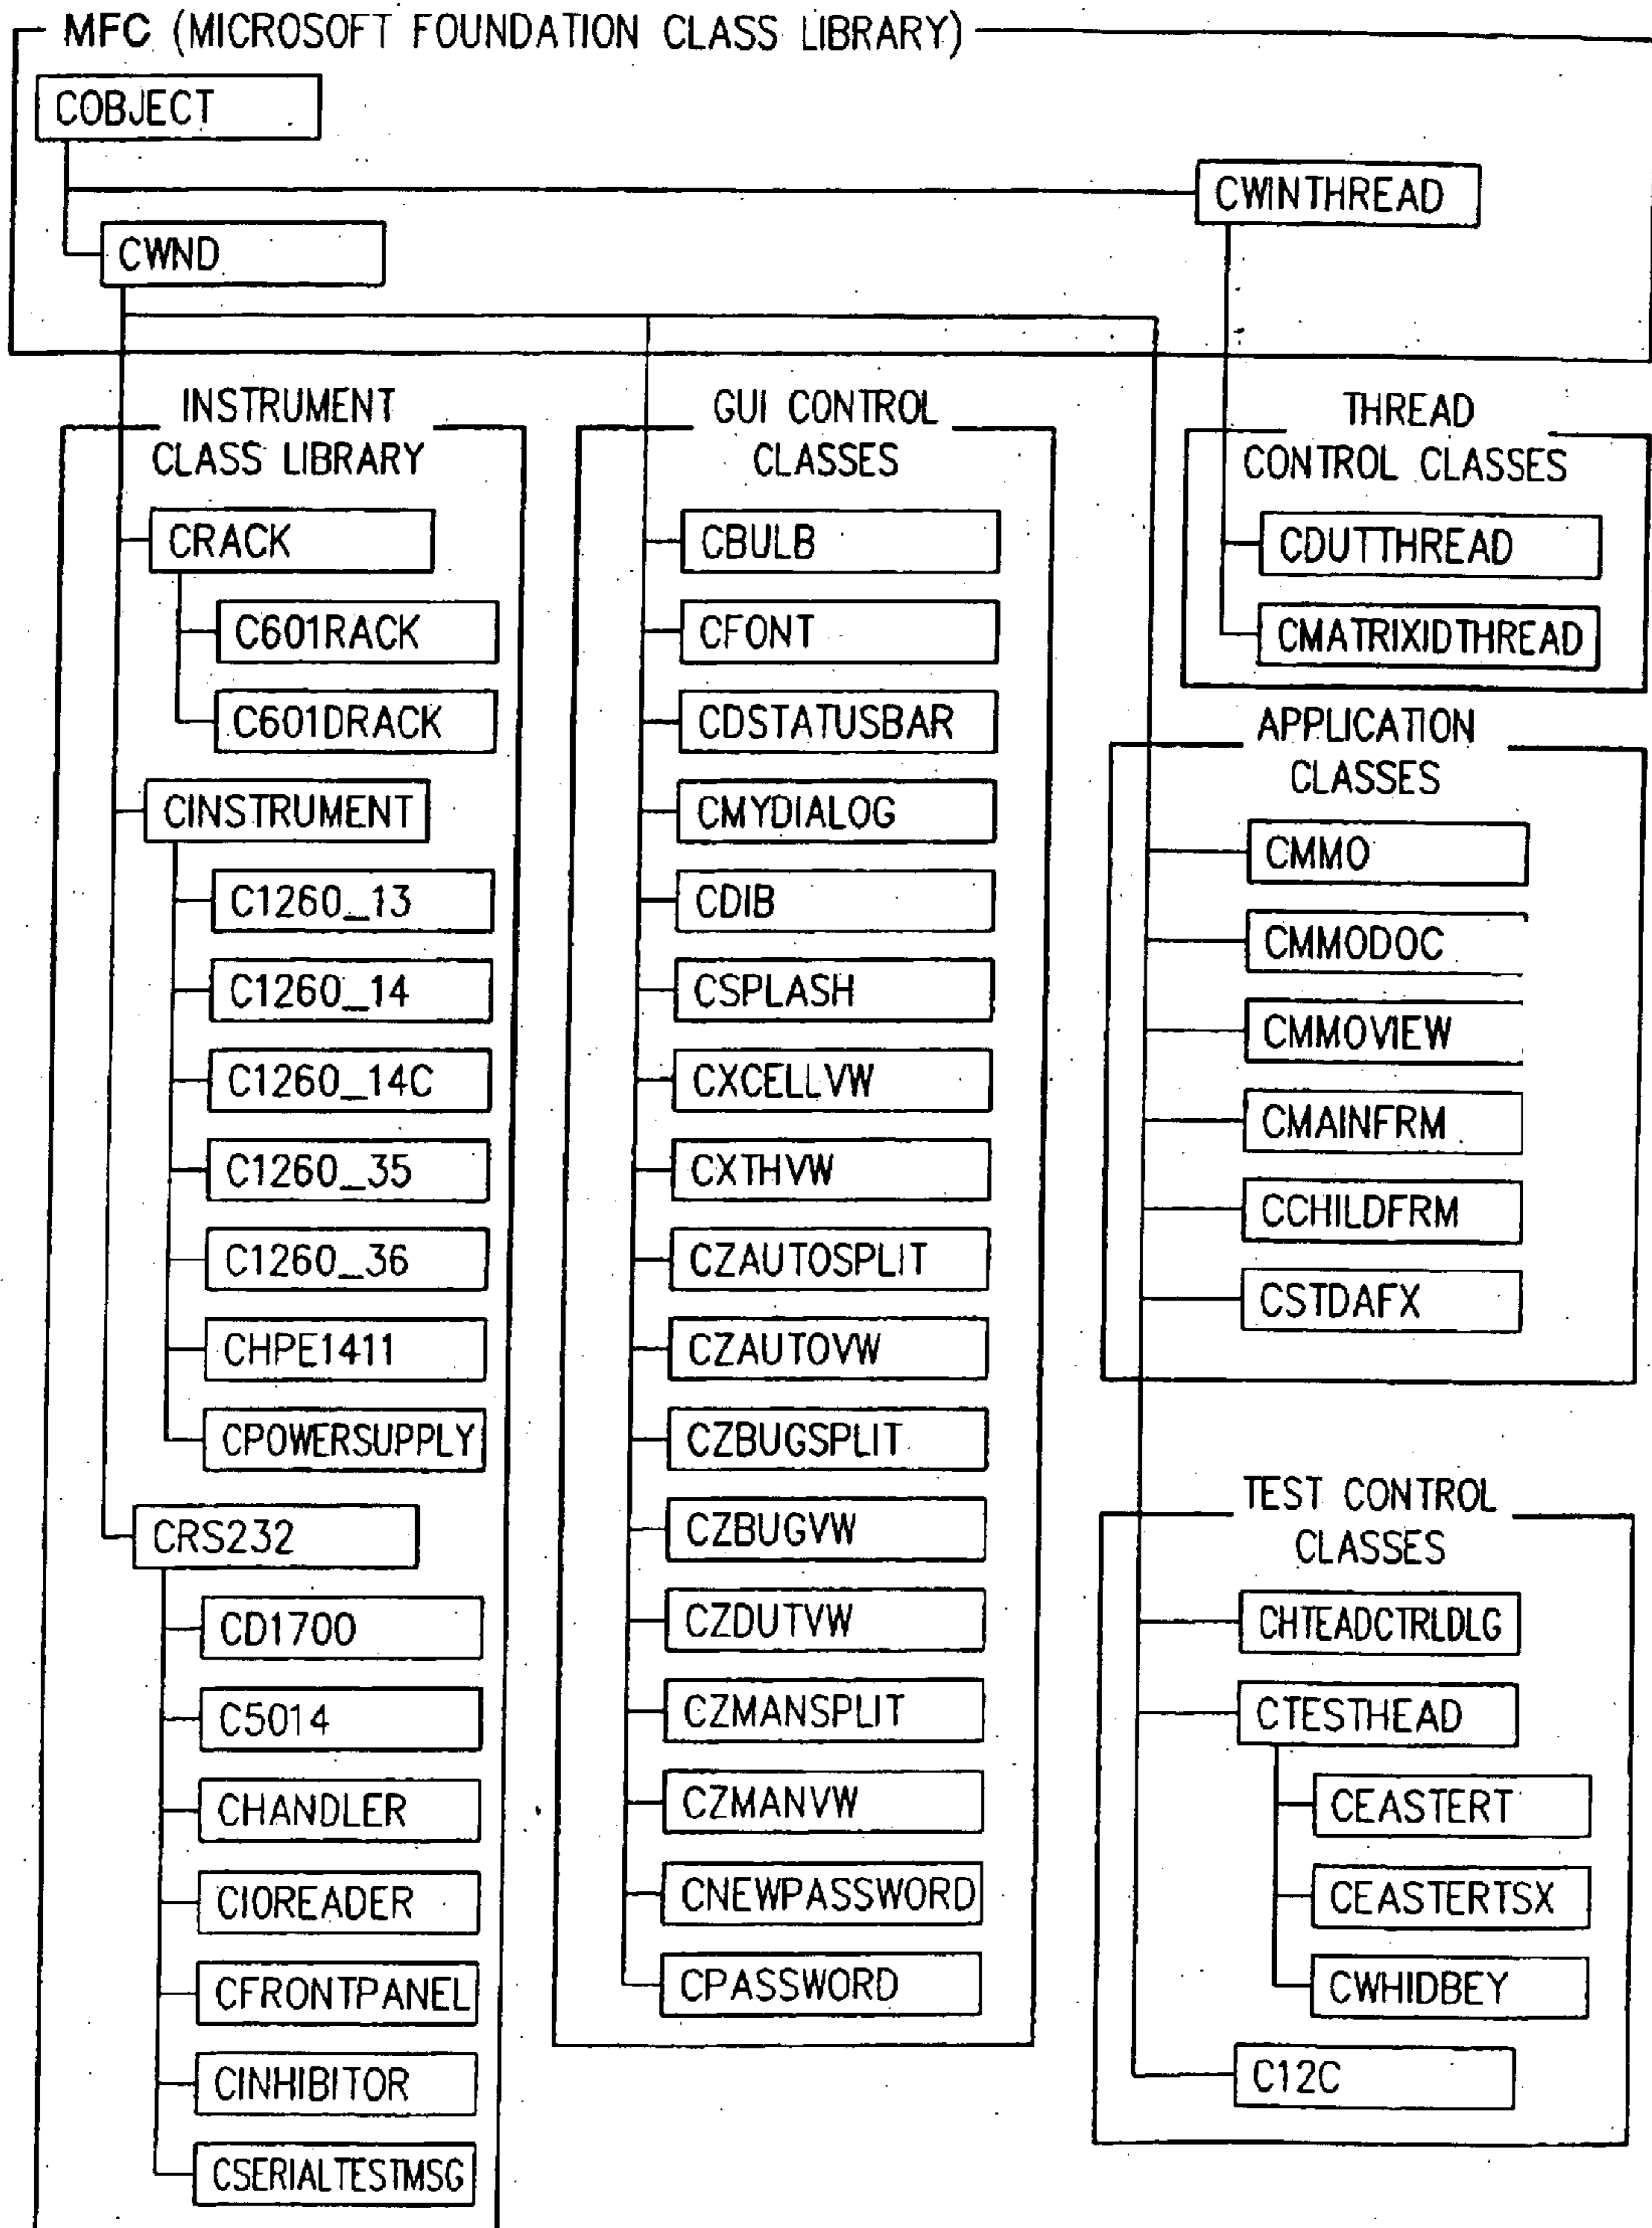 MFC (MICROSOFT FOUNDATION CLASS LIBRARY)
COBJECT
CWINTHREAD
CWND
INSTRUMENT
CLASS LIBRARY
CRACK
C601RACK
C601DRACK
CINSTRUMENT
C1260_13
C1260_14
C1260_14C
C1260_35
C1260_36
CHPE1411
CPOWERSUPPLY
CRS232
CD1700
C5014
CHANDLER
CIOREADER
CFRONTPANEL
CINHIBITOR
CSERIALTESTMSG
GUI CONTROL
CLASSES
CBULB
CFONT
CDSTATUSBAR
CMYDIALOG
CDIB
CSPLASH
CXCELLVW
CXTHVW
CZAUTOSPLIT
CZAUTOVW
CZBUGSPLIT
CZBUGVW
CZDUTVW
CZMANSPLIT
CZMANVW
CNEWPASSWORD
CPASSWORD
THREAD
CONTROL CLASSES
CDUTTHREAD
CMATRIXIDTHREAD
APPLICATION
CLASSES
CMMO
CMMODOC
CMMOVIEW
CMAINFRM
CCHILDFRM
CSTDAFX
TEST CONTROL
CLASSES
CHTEADCTRLDLG
CTESTHEAD
CEASTERT
CEASTERTSX
CWHIDBEY
C12C